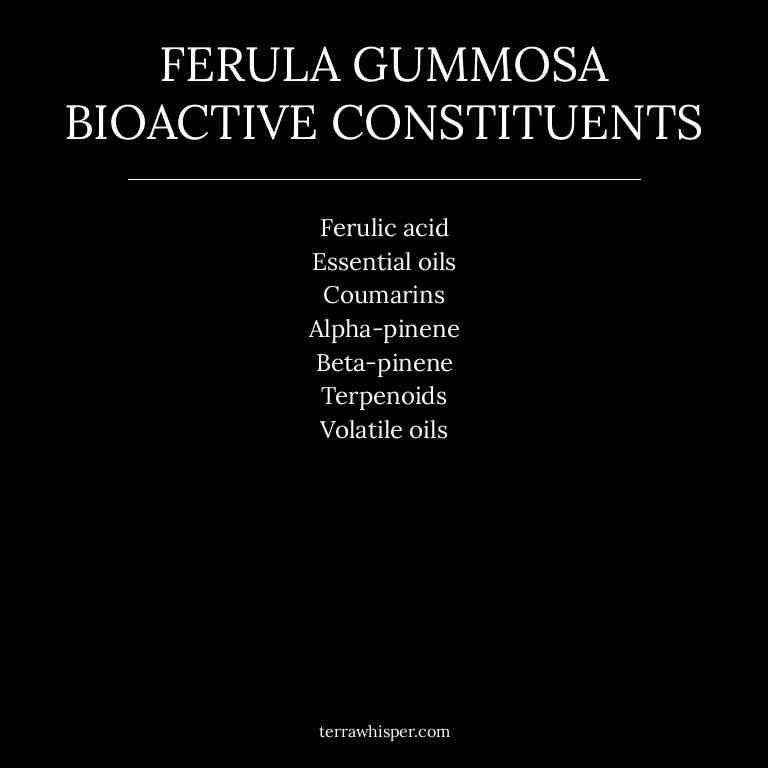 FERULA GUMMOSA
BIOACTIVE CONSTITUENTS
Ferulic acid
Essential oils
Coumarins
Alpha-pinene
Beta-pinene
Terpenoids
Volatile oils
terrawhisper.com